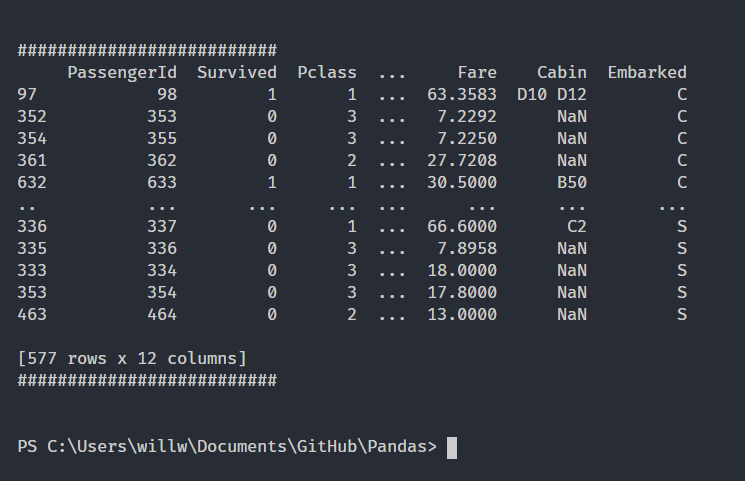 ##########################
     PassengerId  Survived  Pclass  ...     Fare    Cabin  Embarked
97            98         1       1  ...  63.3583  D10 D12         C
352          353         0       3  ...   7.2292      NaN         C
354          355         0       3  ...   7.2250      NaN         C
361          362         0       2  ...  27.7208      NaN         C
632          633         1       1  ...  30.5000      B50         C
..           ...       ...     ...  ...      ...      ...       ...
336          337         0       1  ...  66.6000       C2         S
335          336         0       3  ...   7.8958      NaN         S
333          334         0       3  ...  18.0000      NaN         S
353          354         0       3  ...  17.8000      NaN         S
463          464         0       2  ...  13.0000      NaN         S
[577 rows x 12 columns]
##########################
PS C:\Users\willw\Documents\GitHub\Pandas>